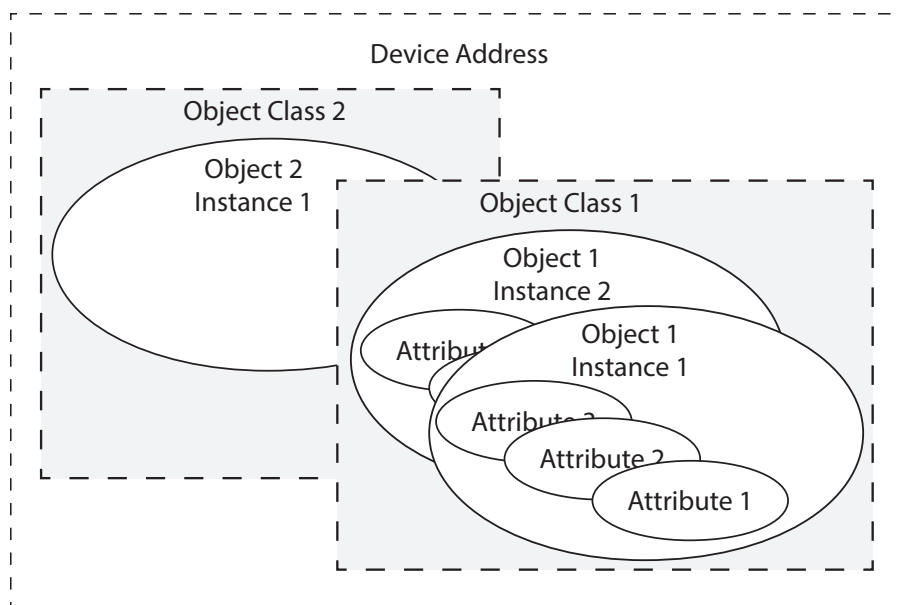 Device Address
Object Class 2
Object 2
Instance 1
Object Class 1
Object 1
Instance 2
Object 1
Instance 1
Attribute 2
Attribute 1